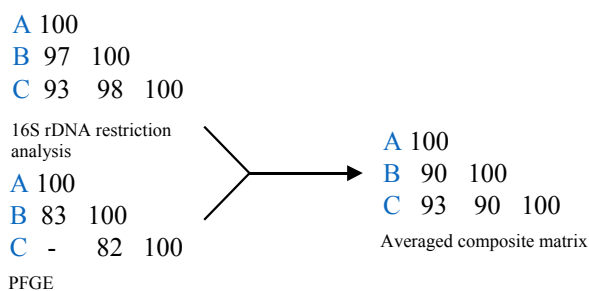 A 100
B 97 100
C 93 98 100
16S rDNA restriction
analysis
A 100
B 83 100
C - 82 100
PFGE
A 100
B 90 100
C 93 90 100
Averaged composite matrix